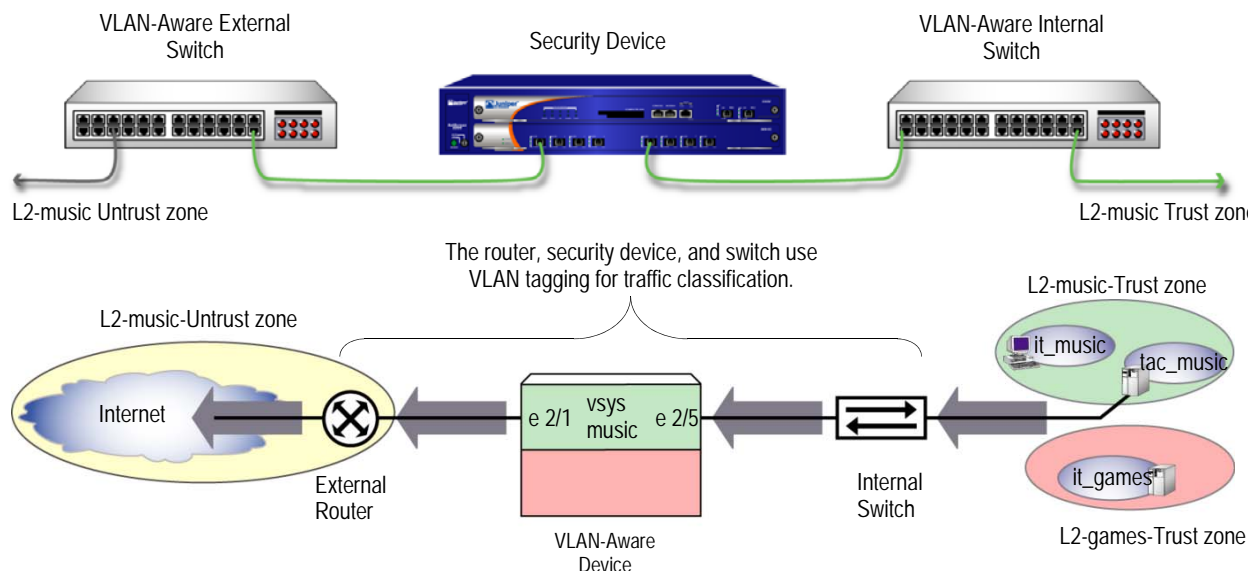 VLAN-Aware External
Switch
Security Device
VLAN-Aware Internal
Switch
Juniper
L2-music Untrust zone
L2-music Trust zon
The router, security device, and switch use
VLAN tagging for traffic classification.
L2-music-Untrust zone
L2-music-Trust zone
it_music
tac_music
Internet
e 2/1
vsys
music
e 2/5
it_games
External
Router
Internal
Switch
VLAN-Aware
Device
L2-games-Trust zone